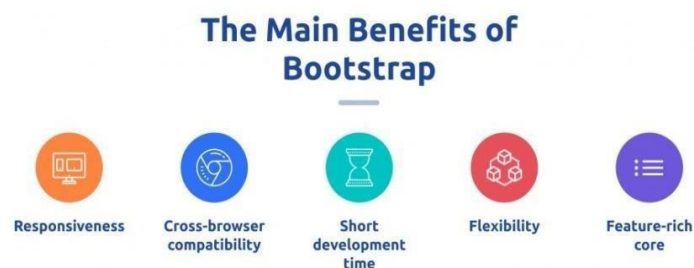 The Main Benefits of
Bootstrap
Responsiveness
Cross-browser
compatibility
Short
development
time
Flexibility
Feature-rich
core